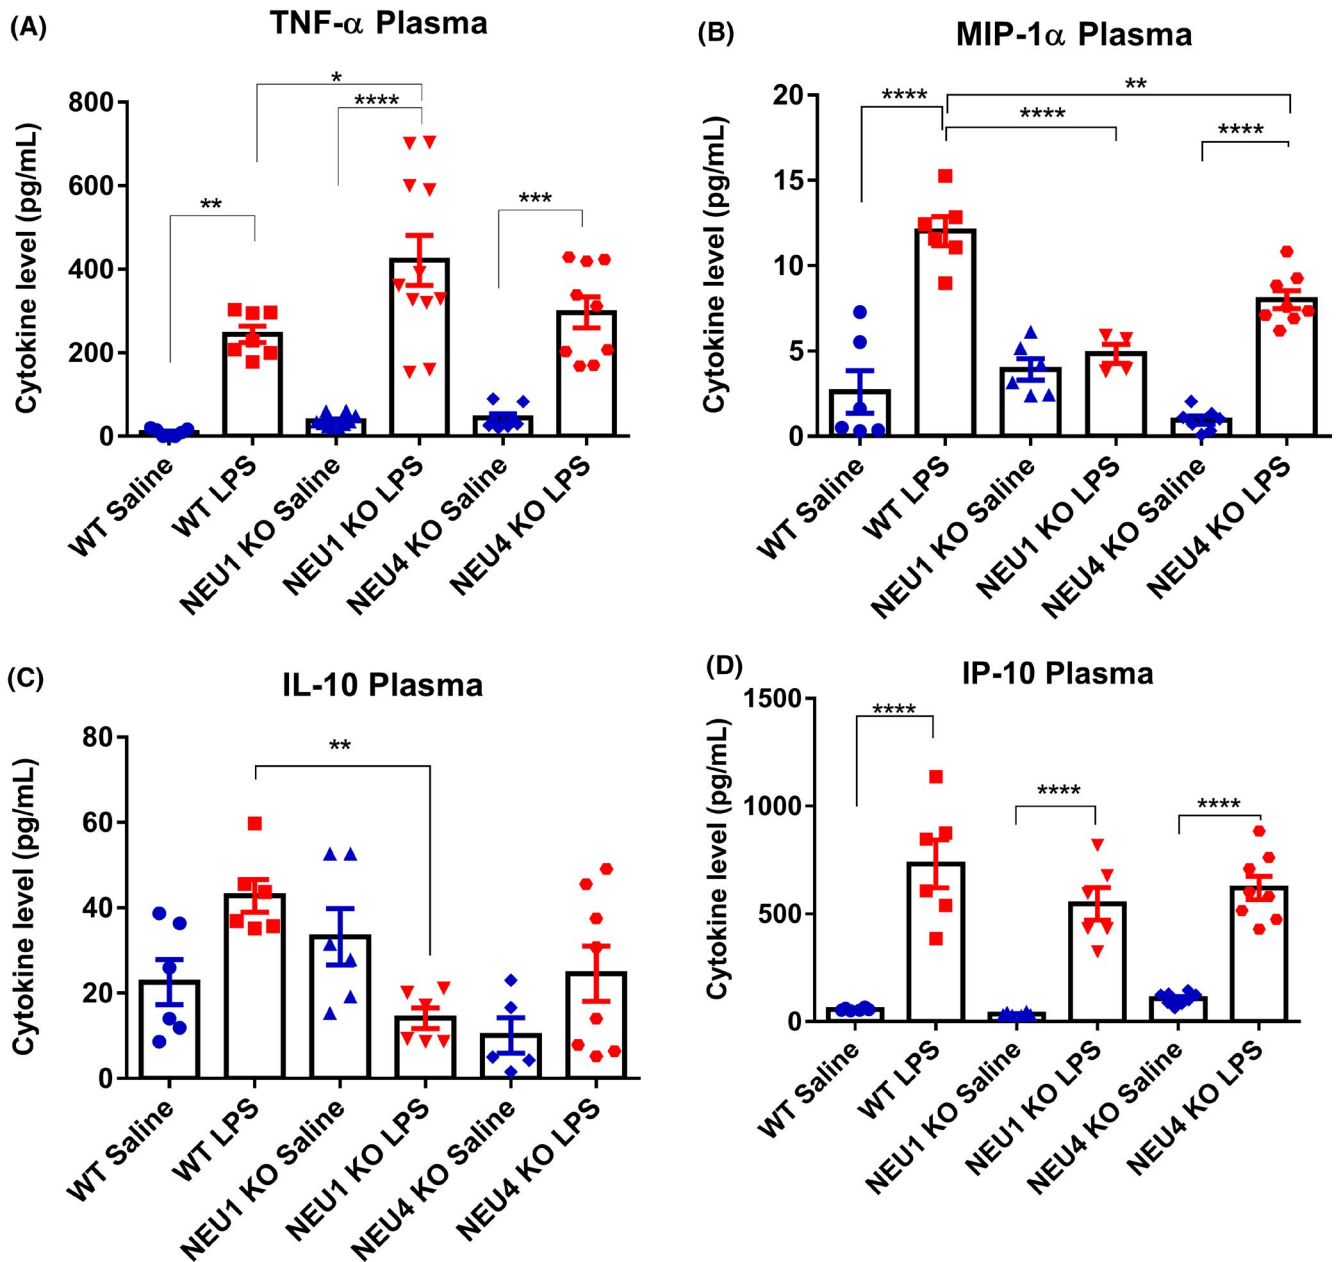 (A)
TNF-α Plasma
Cytokine level (pg/mL)
800
600
400
200
0
**
*
****
***
WT Saline
WT LPS
NEU1 KO Saline
NEU1 KO LPS
NEU4 KO Saline
NEU4 KO LPS
(B)
MIP-1α Plasma
Cytokine level (pg/mL)
20
15
10
5
0
****
**
****
****
WT Saline
WT LPS
NEU1 KO Saline
NEU1 KO LPS
NEU4 KO Saline
NEU4 KO LPS
(C)
IL-10 Plasma
Cytokine level (pg/mL)
80
60
40
20
0
**
WT Saline
WT LPS
NEU1 KO Saline
NEU1 KO LPS
NEU4 KO Saline
NEU4 KO LPS
(D)
IP-10 Plasma
Cytokine level (pg/mL)
1500
1000
500
0
****
****
****
WT Saline
WT LPS
NEU1 KO Saline
NEU1 KO LPS
NEU4 KO Saline
NEU4 KO LPS